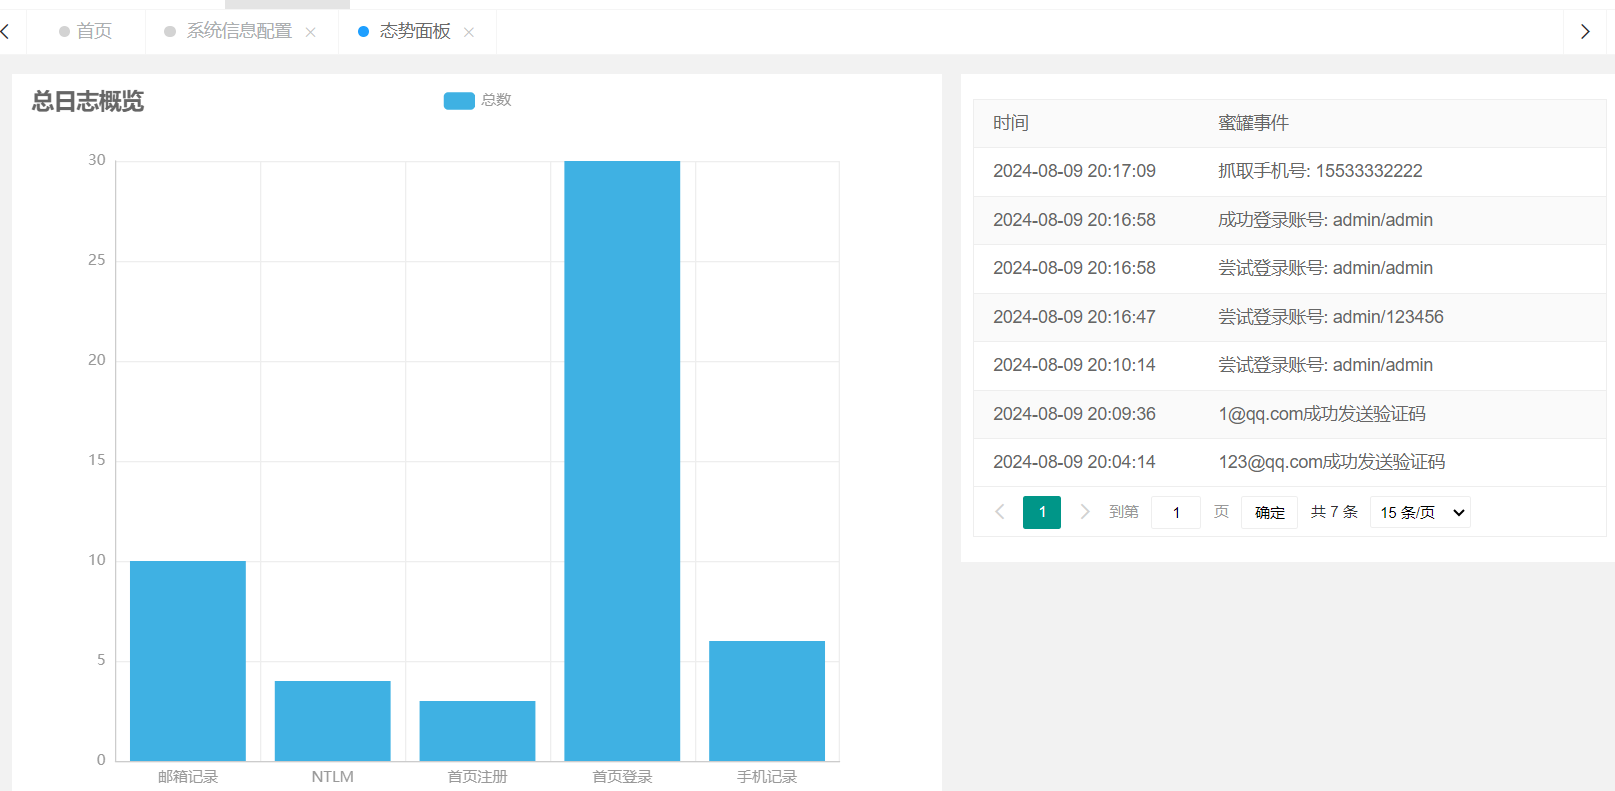 首页
系统信息配置
态势面板
总日志概览
总数
30
25
20
15
10
5
0
邮箱记录
NTLM
首页注册
首页登录
手机记录
时间 蜜罐事件
2024-08-09 20:17:09 抓取手机号: 15533332222
2024-08-09 20:16:58 成功登录账号: admin/admin
2024-08-09 20:16:58 尝试登录账号: admin/admin
2024-08-09 20:16:47 尝试登录账号: admin/123456
2024-08-09 20:10:14 尝试登录账号: admin/admin
2024-08-09 20:09:36 1@qq.com成功发送验证码
2024-08-09 20:04:14 123@qq.com成功发送验证码
1 到第 1 页 确定 共 7 条 15 条/页